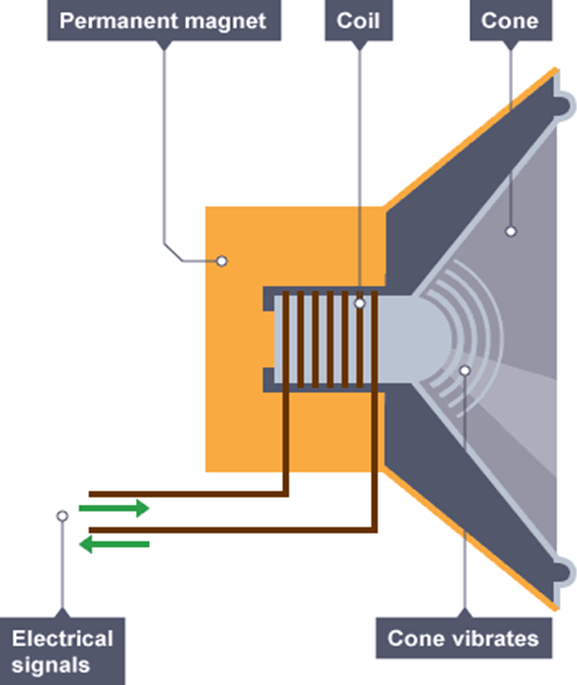 Permanent magnet
Coil
Cone
Electrical
signals
Cone vibrates